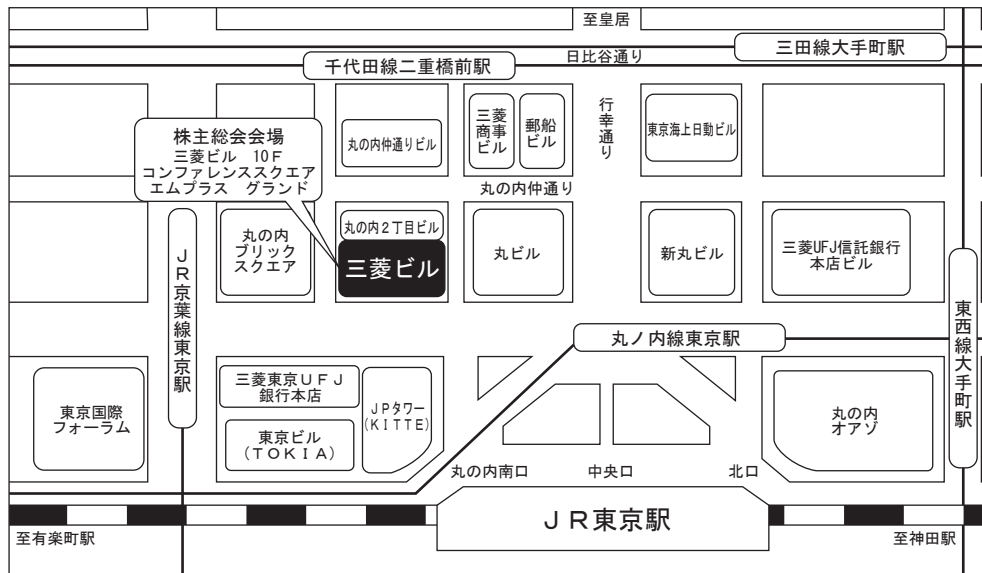 至皇居
三田線大手町駅
日比谷通り
千代田線二重橋前駅
株主総会会場
三菱ビル 10F
コンファレンススクエア
エムプラス グランド
丸の内仲通りビル
三菱
商事
ビル
郵船
ビル
行幸通り
東京海上日動ビル
丸の内仲通り
丸の内
ブリック
スクエア
丸の内2丁目ビル
三菱ビル
丸ビル
新丸ビル
三菱UFJ信託銀行
本店ビル
JR京葉線東京駅
東西線大手町駅
丸ノ内線東京駅
東京国際
フォーラム
三菱東京UFJ
銀行本店
東京ビル
(TOKIA)
JPタワー
(KITTE)
丸の内
オアゾ
丸の内南口
中央口
北口
JR東京駅
至有楽町駅
至神田駅